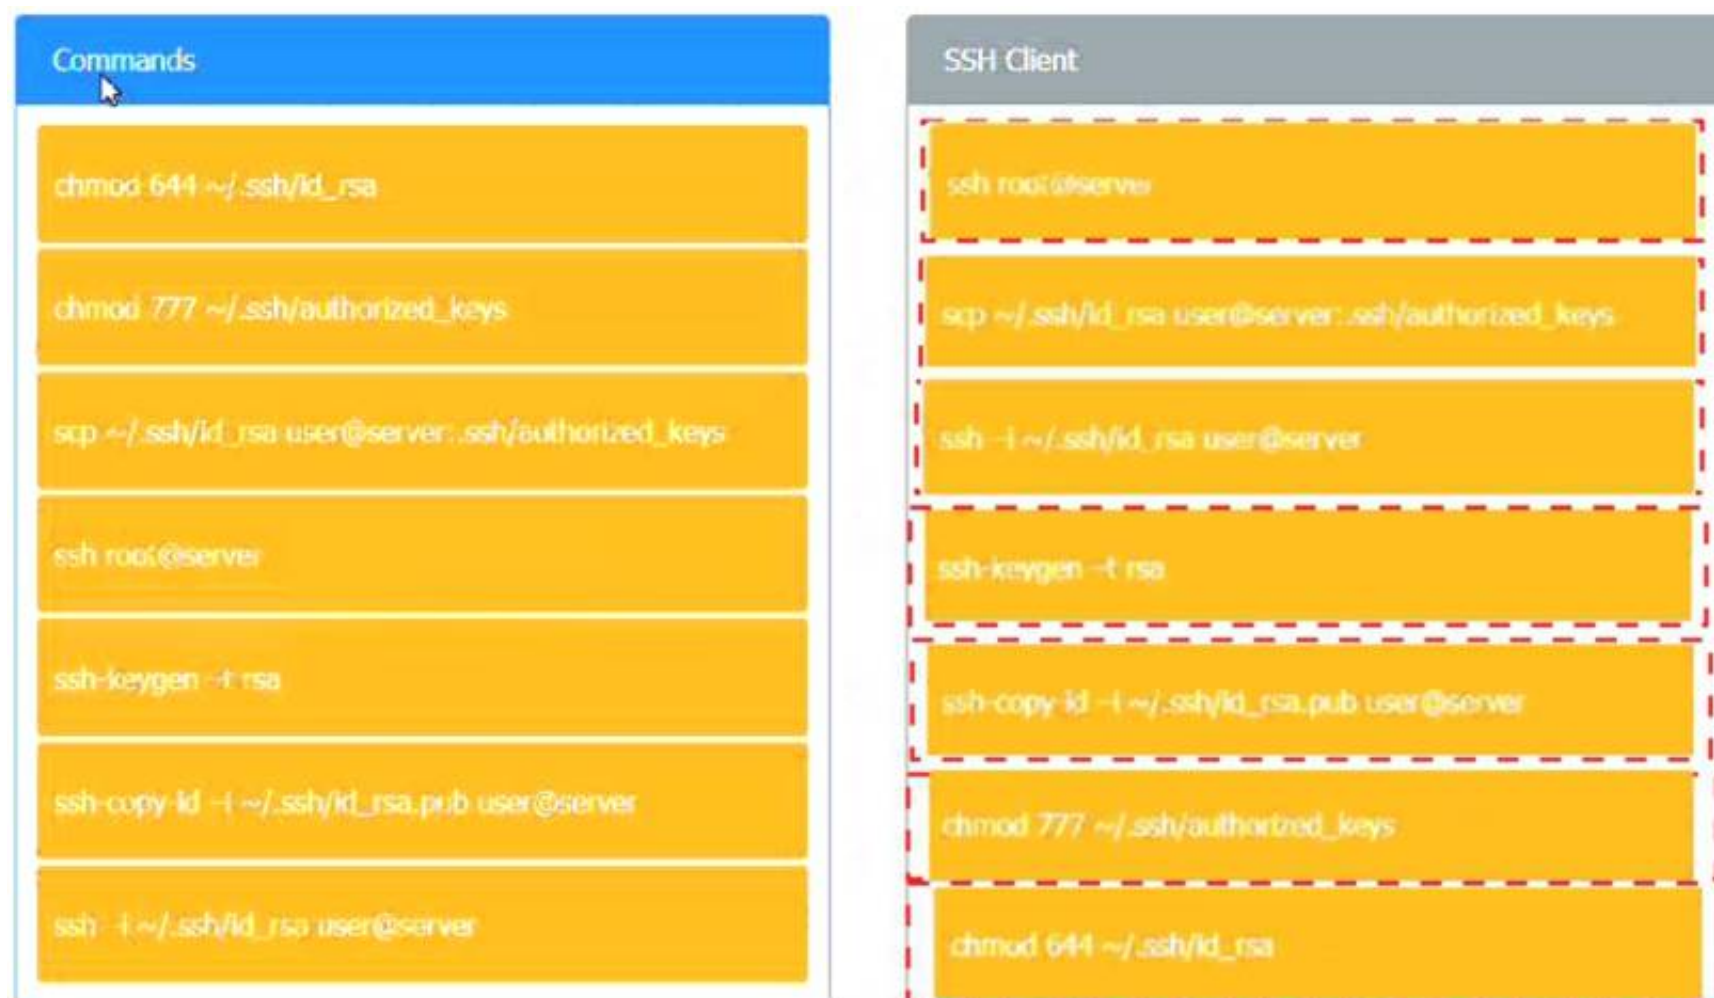 Commands
chmod 644 ~/.ssh/id_rsa
chmod 777 ~/.ssh/authorized_keys
scp ~/.ssh/id_rsa user@server:.ssh/authorized_keys
ssh root@server
ssh-keygen -t rsa
ssh-copy-id -i ~/.ssh/id_rsa.pub user@server
ssh -i ~/.ssh/id_rsa user@server
SSH Client
ssh root@server
scp ~/.ssh/id_rsa user@server:.ssh/authorized_keys
ssh -i ~/.ssh/id_rsa user@server
ssh-keygen -t rsa
ssh-copy-id -i ~/.ssh/id_rsa.pub user@server
chmod 777 ~/.ssh/authorized_keys
chmod 644 ~/.ssh/id_rsa